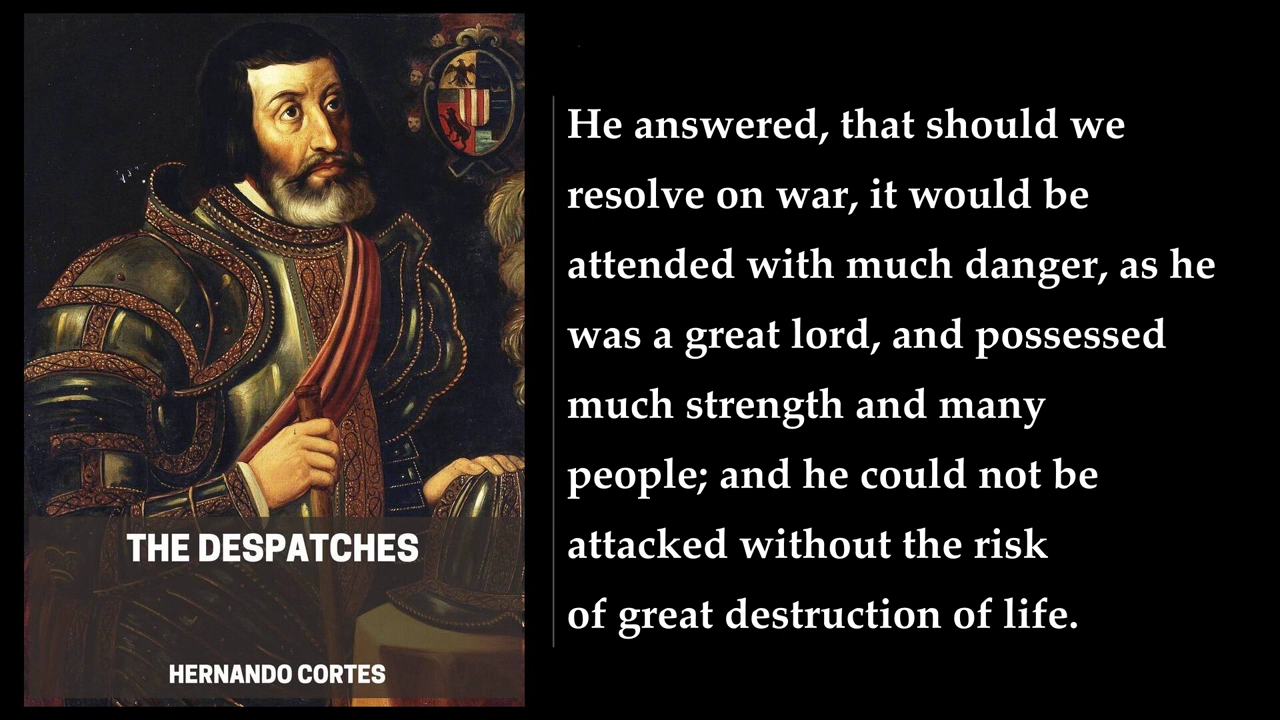 THE DESPATCHES
HERNANDO CORTES
He answered, that should we
resolve on war, it would be
attended with much danger, as he
was a great lord, and possessed
much strength and many
people; and he could not be
attacked without the risk
of great destruction of life.